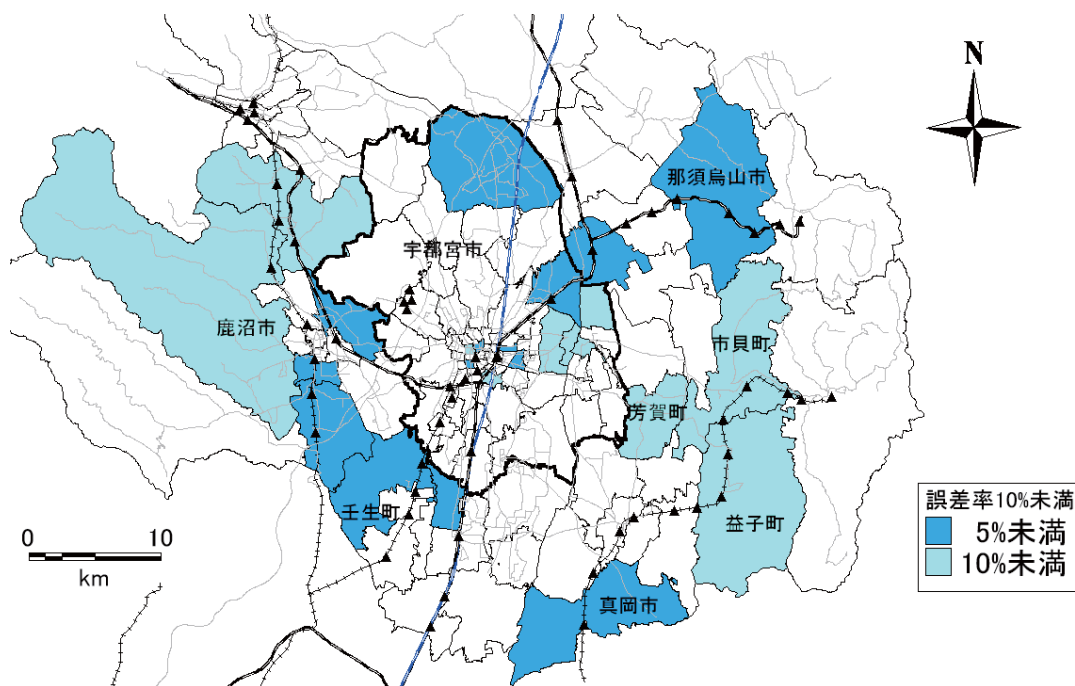 N
那須烏山市
宇都宮市
鹿沼市
市貝町
芳賀町
壬生町
益子町
真岡市
0 10
km
誤差率10%未満
5%未満
10%未満